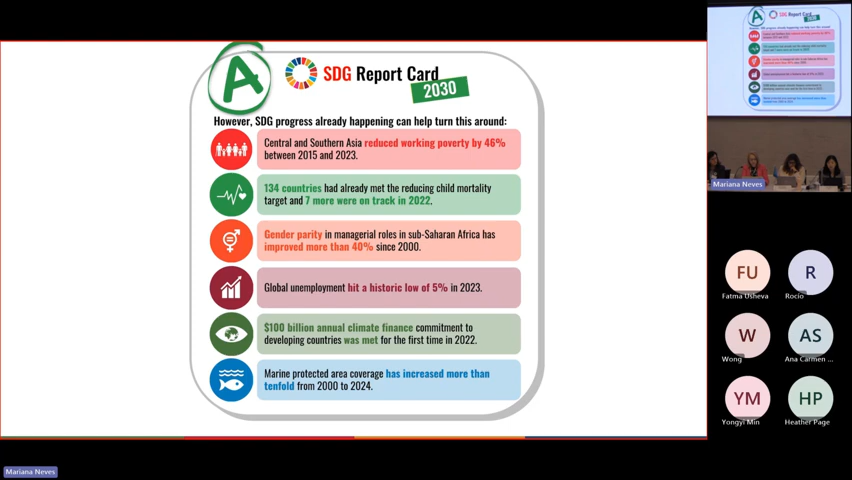 A
SDG Report Card
2030
However, SDG progress already happening can help turn this around:
Central and Southern Asia reduced working poverty by 46%
between 2015 and 2023.
134 countries had already met the reducing child mortality
target and 7 more were on track in 2022.
Gender parity in managerial roles in sub-Saharan Africa has
improved more than 40% since 2000.
Global unemployment hit a historic low of 5% in 2023.
$100 billion annual climate finance commitment to
developing countries was met for the first time in 2022.
Marine protected area coverage has increased more than
tenfold from 2000 to 2024.
SDG Report Card
2030
Mariana Neves
FU
R
Fatma Usheva
Rocio
W
AS
Wong
Ana Carmen ...
YM
HP
Yongyi Min
Heather Page
Mariana Neves